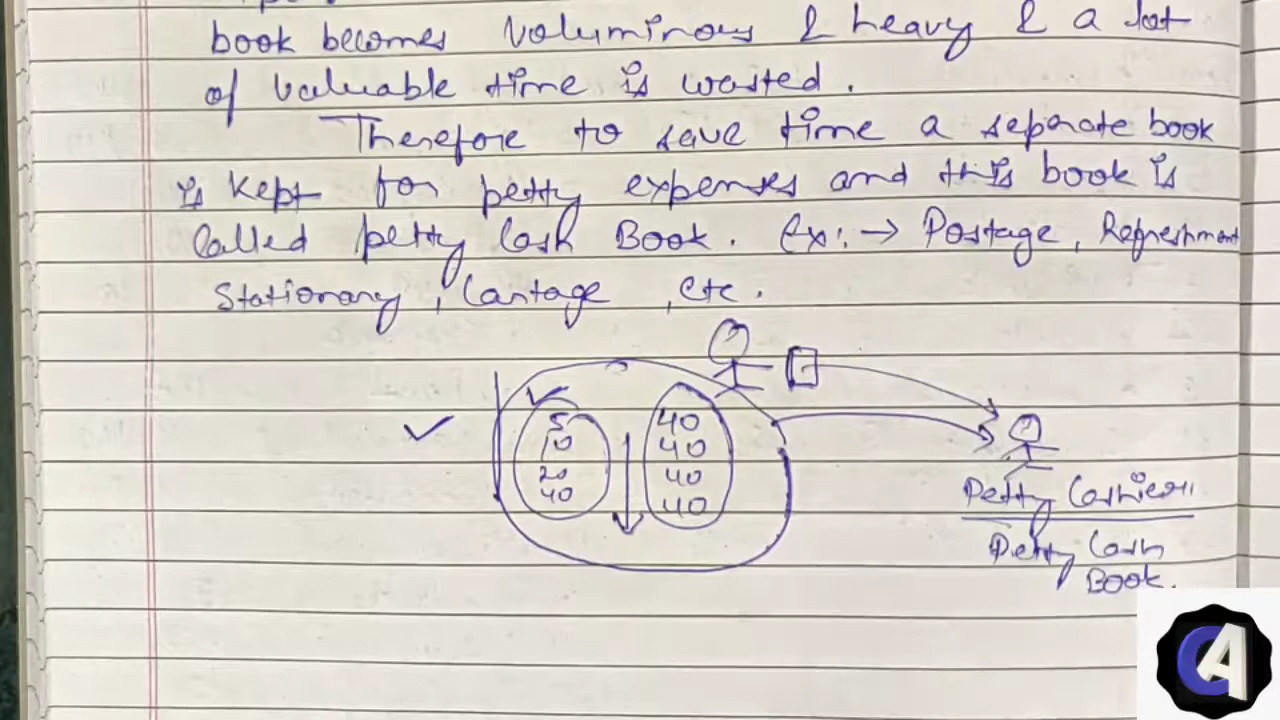 book becomes voluminous & heavy & a lot
of valuable time is wasted.
Therefore to save time a separate book
is kept for petty expenses and this book is
Called petty Cash Book. Ex: → Postage, Refreshment
Stationary, Cartage, etc.
5
10
20
40
40
40
40
40
Petty Cashier
Petty Cash
Book.
CA